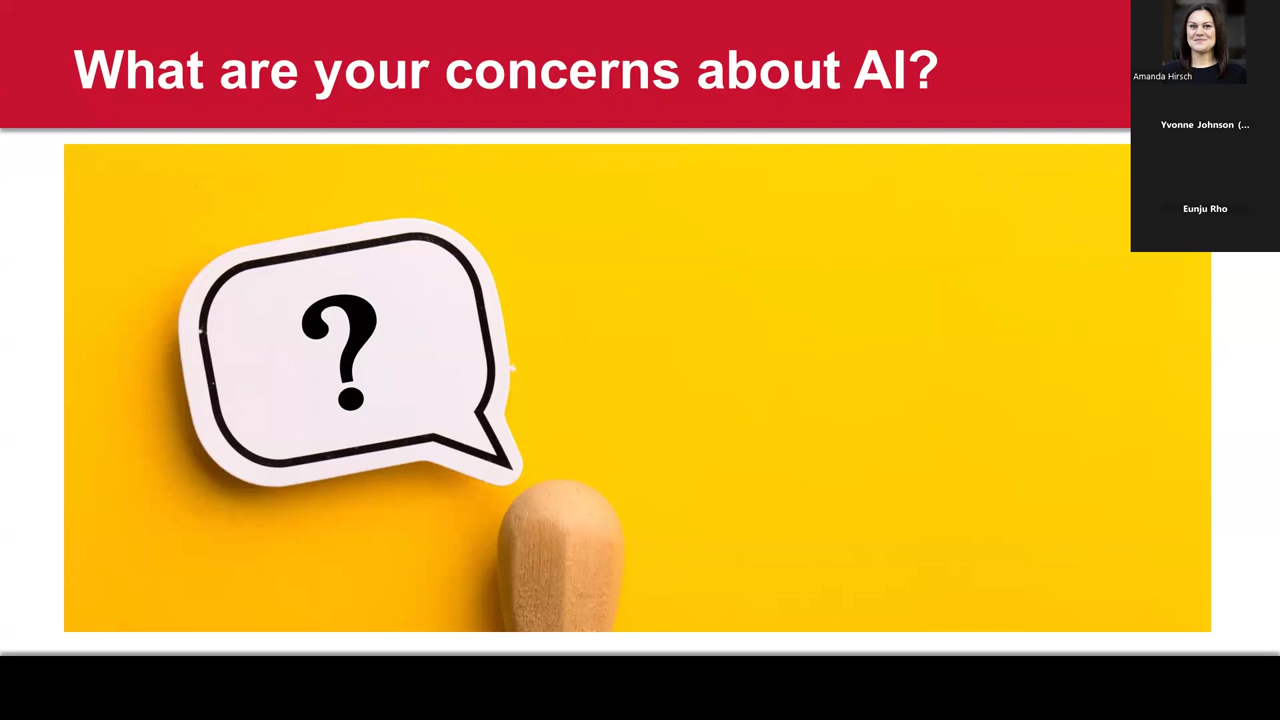 What are your concerns about AI?
Amanda Hirsch
Yvonne Johnson (...
Eunju Rho
?